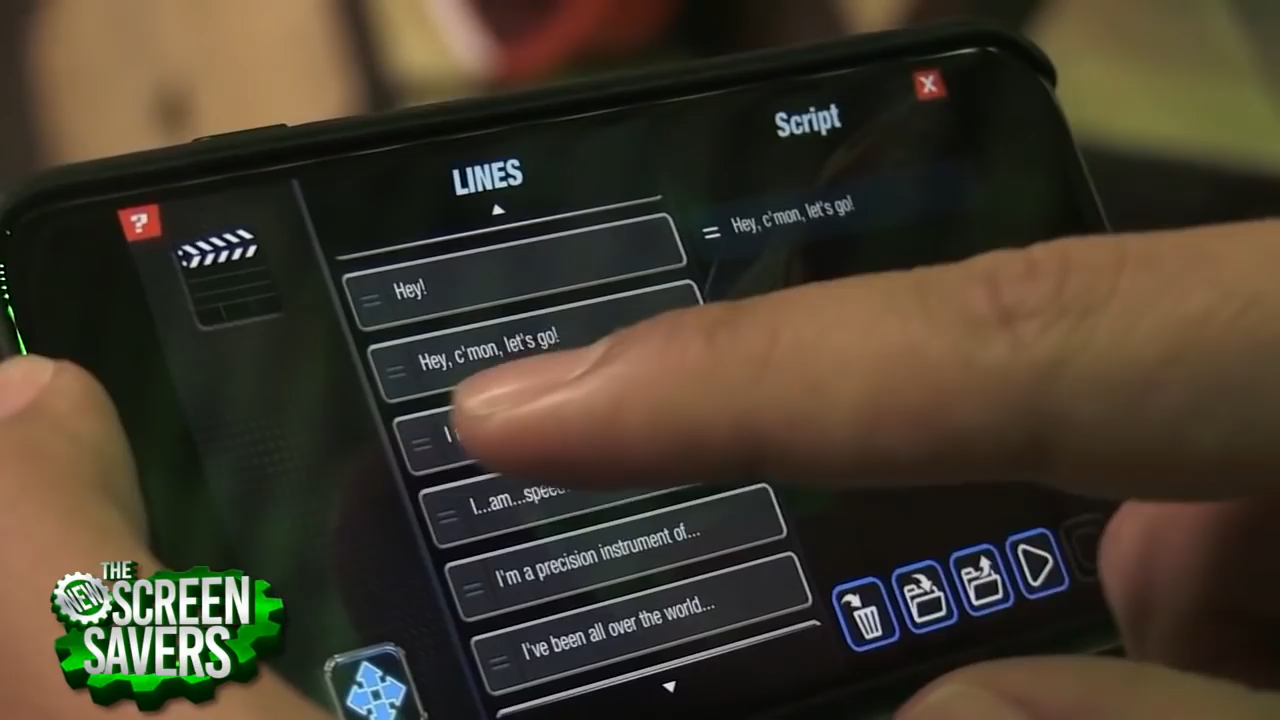 Script
LINES
Hey, c'mon, let's go!
Hey!
Hey, c'mon, let's go!
I
I...am...speed.
I'm a precision instrument of...
I've been all over the world...
THE
NEW
SCREEN
SAVERS